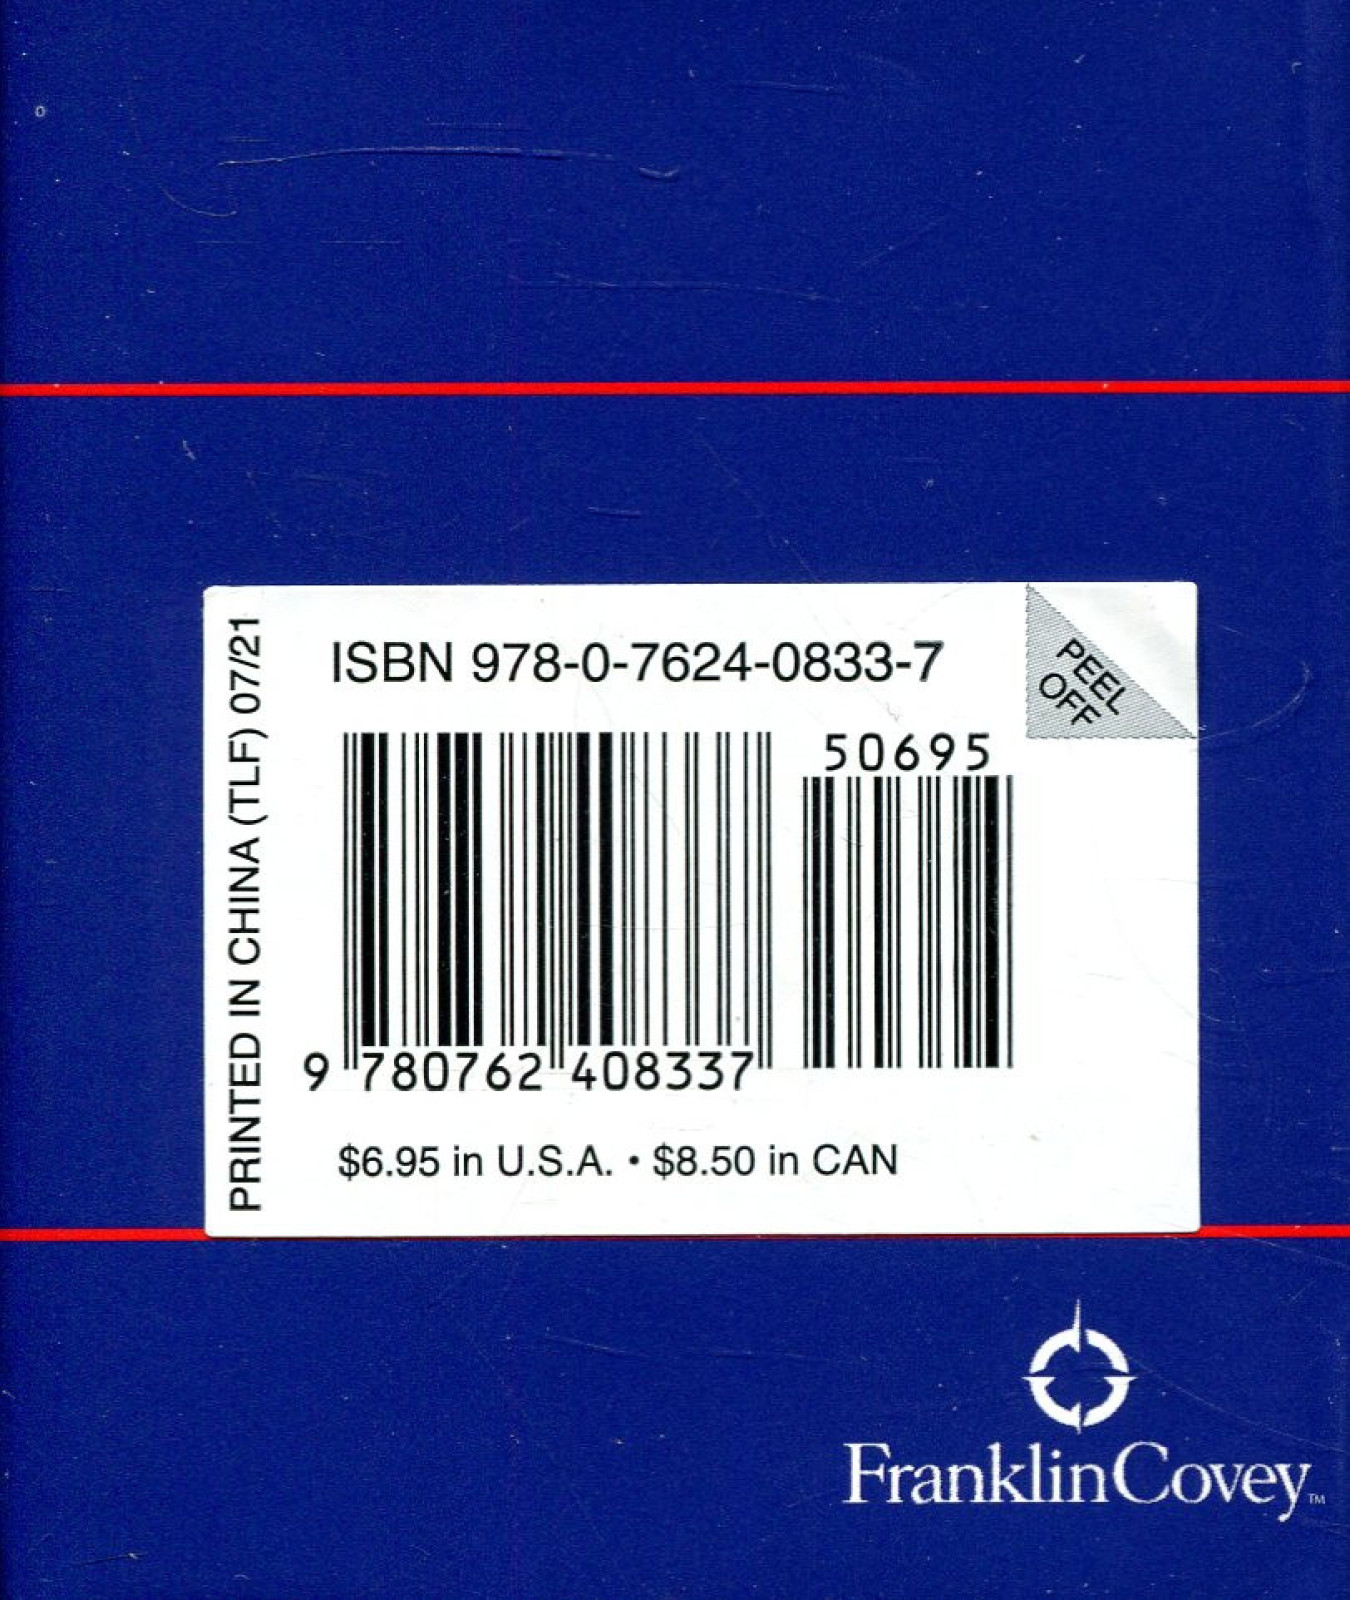 PRINTED IN CHINA (TLF) 07/21
ISBN 978-0-7624-0833-7
PEEL
OFF
50695
9 780762 408337
$6.95 in U.S.A. • $8.50 in CAN
FranklinCovey™